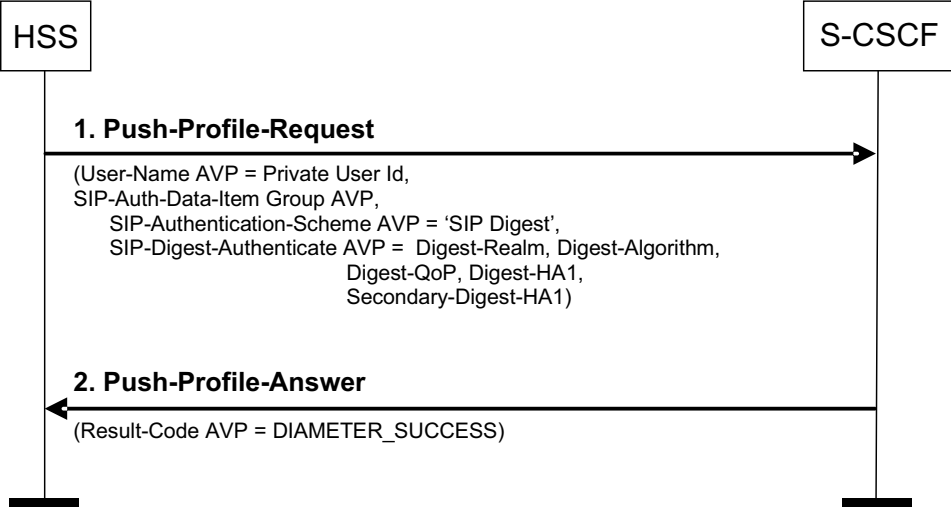 HSS
S-CSCF
1. Push-Profile-Request
(User-Name AVP = Private User Id,
SIP-Auth-Data-Item Group AVP,
SIP-Authentication-Scheme AVP = ‘SIP Digest’,
SIP-Digest-Authenticate AVP = Digest-Realm, Digest-Algorithm,
Digest-QoP, Digest-HA1,
Secondary-Digest-HA1)
2. Push-Profile-Answer
(Result-Code AVP = DIAMETER_SUCCESS)